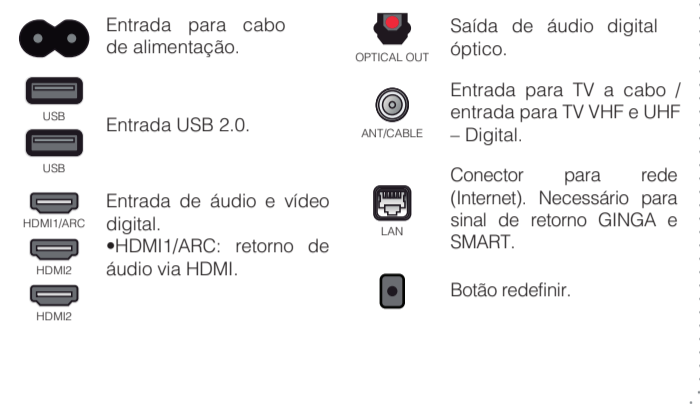 Entrada para cabo
de alimentação.
USB
USB
Entrada USB 2.0.
HDMI1/ARC
HDMI2
HDMI2
Entrada de áudio e vídeo
digital.
•HDMI1/ARC: retorno de
áudio via HDMI.
OPTICAL OUT
Saída de áudio digital
óptico.
ANT/CABLE
Entrada para TV a cabo /
entrada para TV VHF e UHF
– Digital.
LAN
Conector para rede
(Internet). Necessário para
sinal de retorno GINGA e
SMART.
Botão redefinir.